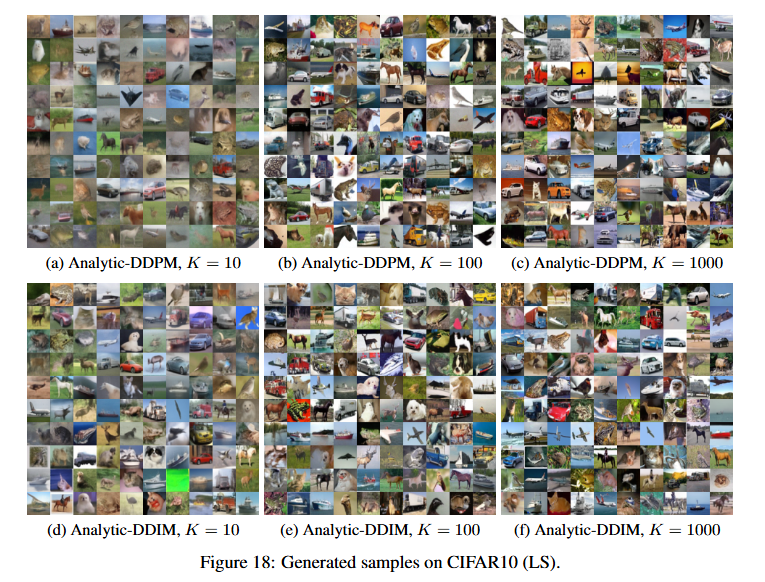 (a) Analytic-DDPM, K = 10
(b) Analytic-DDPM, K = 100
(c) Analytic-DDPM, K = 1000
(d) Analytic-DDIM, K = 10
(e) Analytic-DDIM, K = 100
(f) Analytic-DDIM, K = 1000
Figure 18: Generated samples on CIFAR10 (LS).